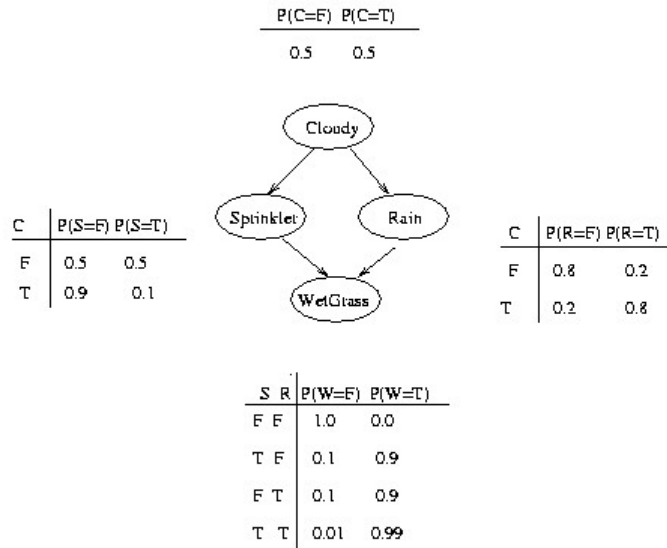 P(C=F) P(C=T)
0.5 0.5
Cloudy
Sprinkler
Rain
WetGrass
C P(S=F) P(S=T)
F 0.5 0.5
T 0.9 0.1
C P(R=F) P(R=T)
F 0.8 0.2
T 0.2 0.8
S R P(W=F) P(W=T)
F F 1.0 0.0
T F 0.1 0.9
F T 0.1 0.9
T T 0.01 0.99